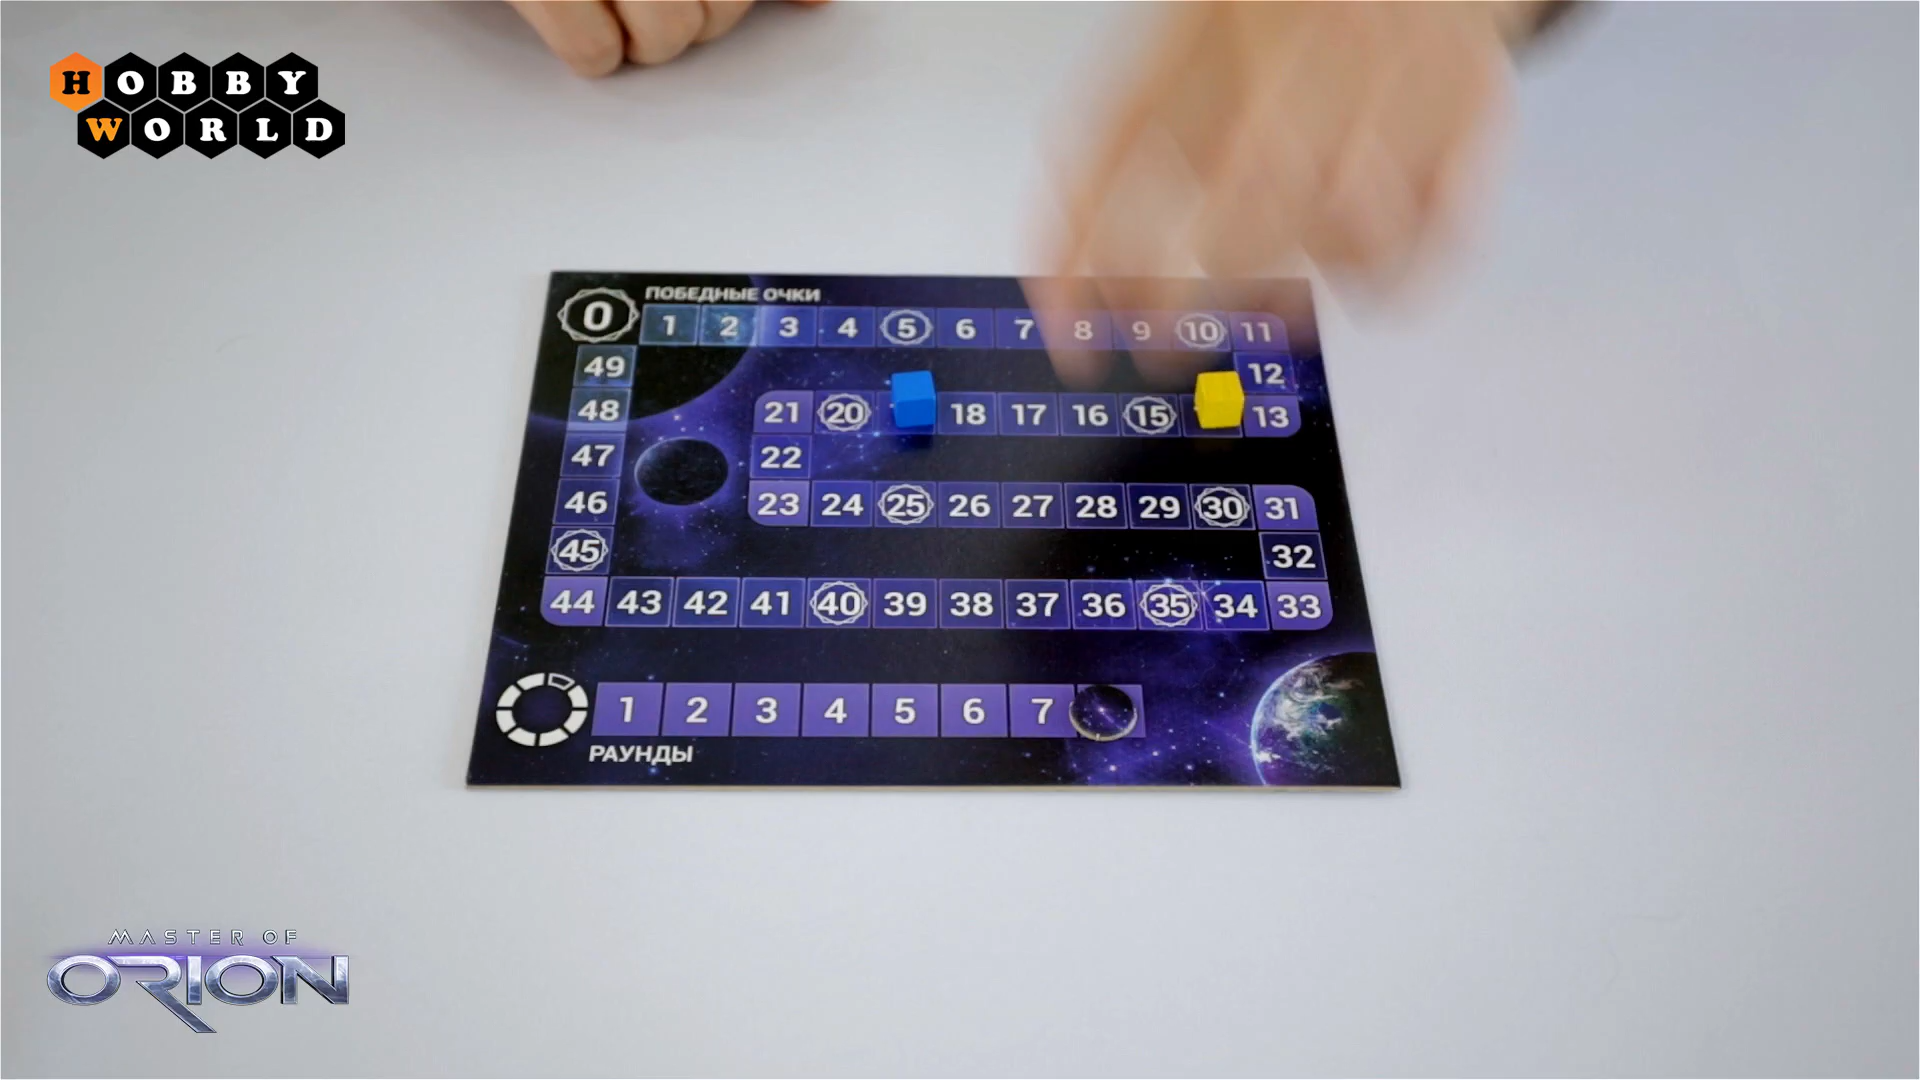 HOBBY
WORLD
ПОБЕДНЫЕ ОЧКИ
0 1 2 3 4 5 6 7 8 9 10 11
49 12
48 21 20 18 17 16 15 13
47 22
46 23 24 25 26 27 28 29 30 31
45 32
44 43 42 41 40 39 38 37 36 35 34 33
1 2 3 4 5 6 7
РАУНДЫ
MASTER OF
ORION